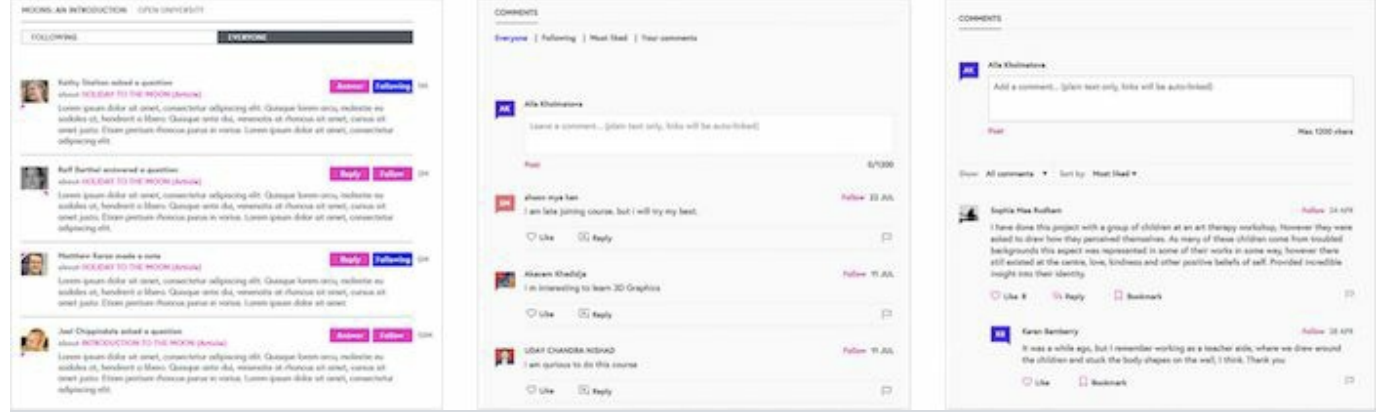 MOONS: AN INTRODUCTION OPEN UNIVERSITY
FOLLOWING EVERYONE
Kathy Skelton asked a question
Answer Following
about HOLIDAY TO THE MOON (Article)
Lorem ipsum dolor sit amet, consectetur adipiscing elit. Quisque lorem arcu, molestie eu
sodales ut, hendrerit a libero. Quisque ante dui, venenatis at rhoncus sit amet, cursus sit
amet justo. Etiam pretium rhoncus purus in varius. Lorem ipsum dolor sit amet, consectetur
adipiscing elit.
Rolf Barthel answered a question
Reply Follow
about HOLIDAY TO THE MOON (Article)
Lorem ipsum dolor sit amet, consectetur adipiscing elit. Quisque lorem arcu, molestie eu
sodales ut, hendrerit a libero. Quisque ante dui, venenatis at rhoncus sit amet, cursus sit
amet justo. Etiam pretium rhoncus purus in varius. Lorem ipsum dolor sit amet, consectetur
adipiscing elit.
Matthew made a note
Reply Following
about HOLIDAY TO THE MOON (Article)
Lorem ipsum dolor sit amet, consectetur adipiscing elit. Quisque lorem arcu, molestie eu
sodales ut, hendrerit a libero. Quisque ante dui, venenatis at rhoncus sit amet, cursus sit
amet justo. Etiam pretium rhoncus purus in varius. Lorem ipsum dolor sit amet.
Joel Chippindale asked a question
Answer Follow
about INTRODUCTION TO THE MOON (Article)
Lorem ipsum dolor sit amet, consectetur adipiscing elit. Quisque lorem arcu, molestie eu
sodales ut, hendrerit a libero. Quisque ante dui, venenatis at rhoncus sit amet, cursus sit
amet justo. Etiam pretium rhoncus purus in varius. Lorem ipsum dolor sit amet, consectetur
adipiscing elit.
COMMENTS
Everyone | Following | Most liked | Your comments
AK
Alla Kholmatova
Leave a comment... (plain text only, links will be auto-linked)
Post 0/1200
shwon mya han Follow 23 JUL
I am late joining course, but i will try my best.
Like Reply
Akaram Khadidja Follow 11 JUL
I m interesting to learn 3D Graphics
Like Reply
UDAY CHANDRA NISHAD Follow 11 JUL
I am qurious to do this course
Like Reply
COMMENTS
AK
Alla Kholmatova
Add a comment... (plain text only, links will be auto-linked)
Post Max 1200 chars
Show All comments Sort by Most liked
Sophia Mae Rudham Follow 24 APR
I have done this project with a group of children at an art therapy workshop, However they were
asked to draw how they perceived themselves. As many of these children come from troubled
backgrounds this aspect was represented in some of their works in some way, however there
still existed at the centre, love, kindness and other positive beliefs of self. Provided incredible
insight into their identity.
Like 8 Reply Bookmark
KB
Karen Bamberry Follow 28 APR
It was a while ago, but I remember working as a teacher aide, where we drew around
the children and stuck the body shapes on the wall, I think. Thank you
Like Bookmark